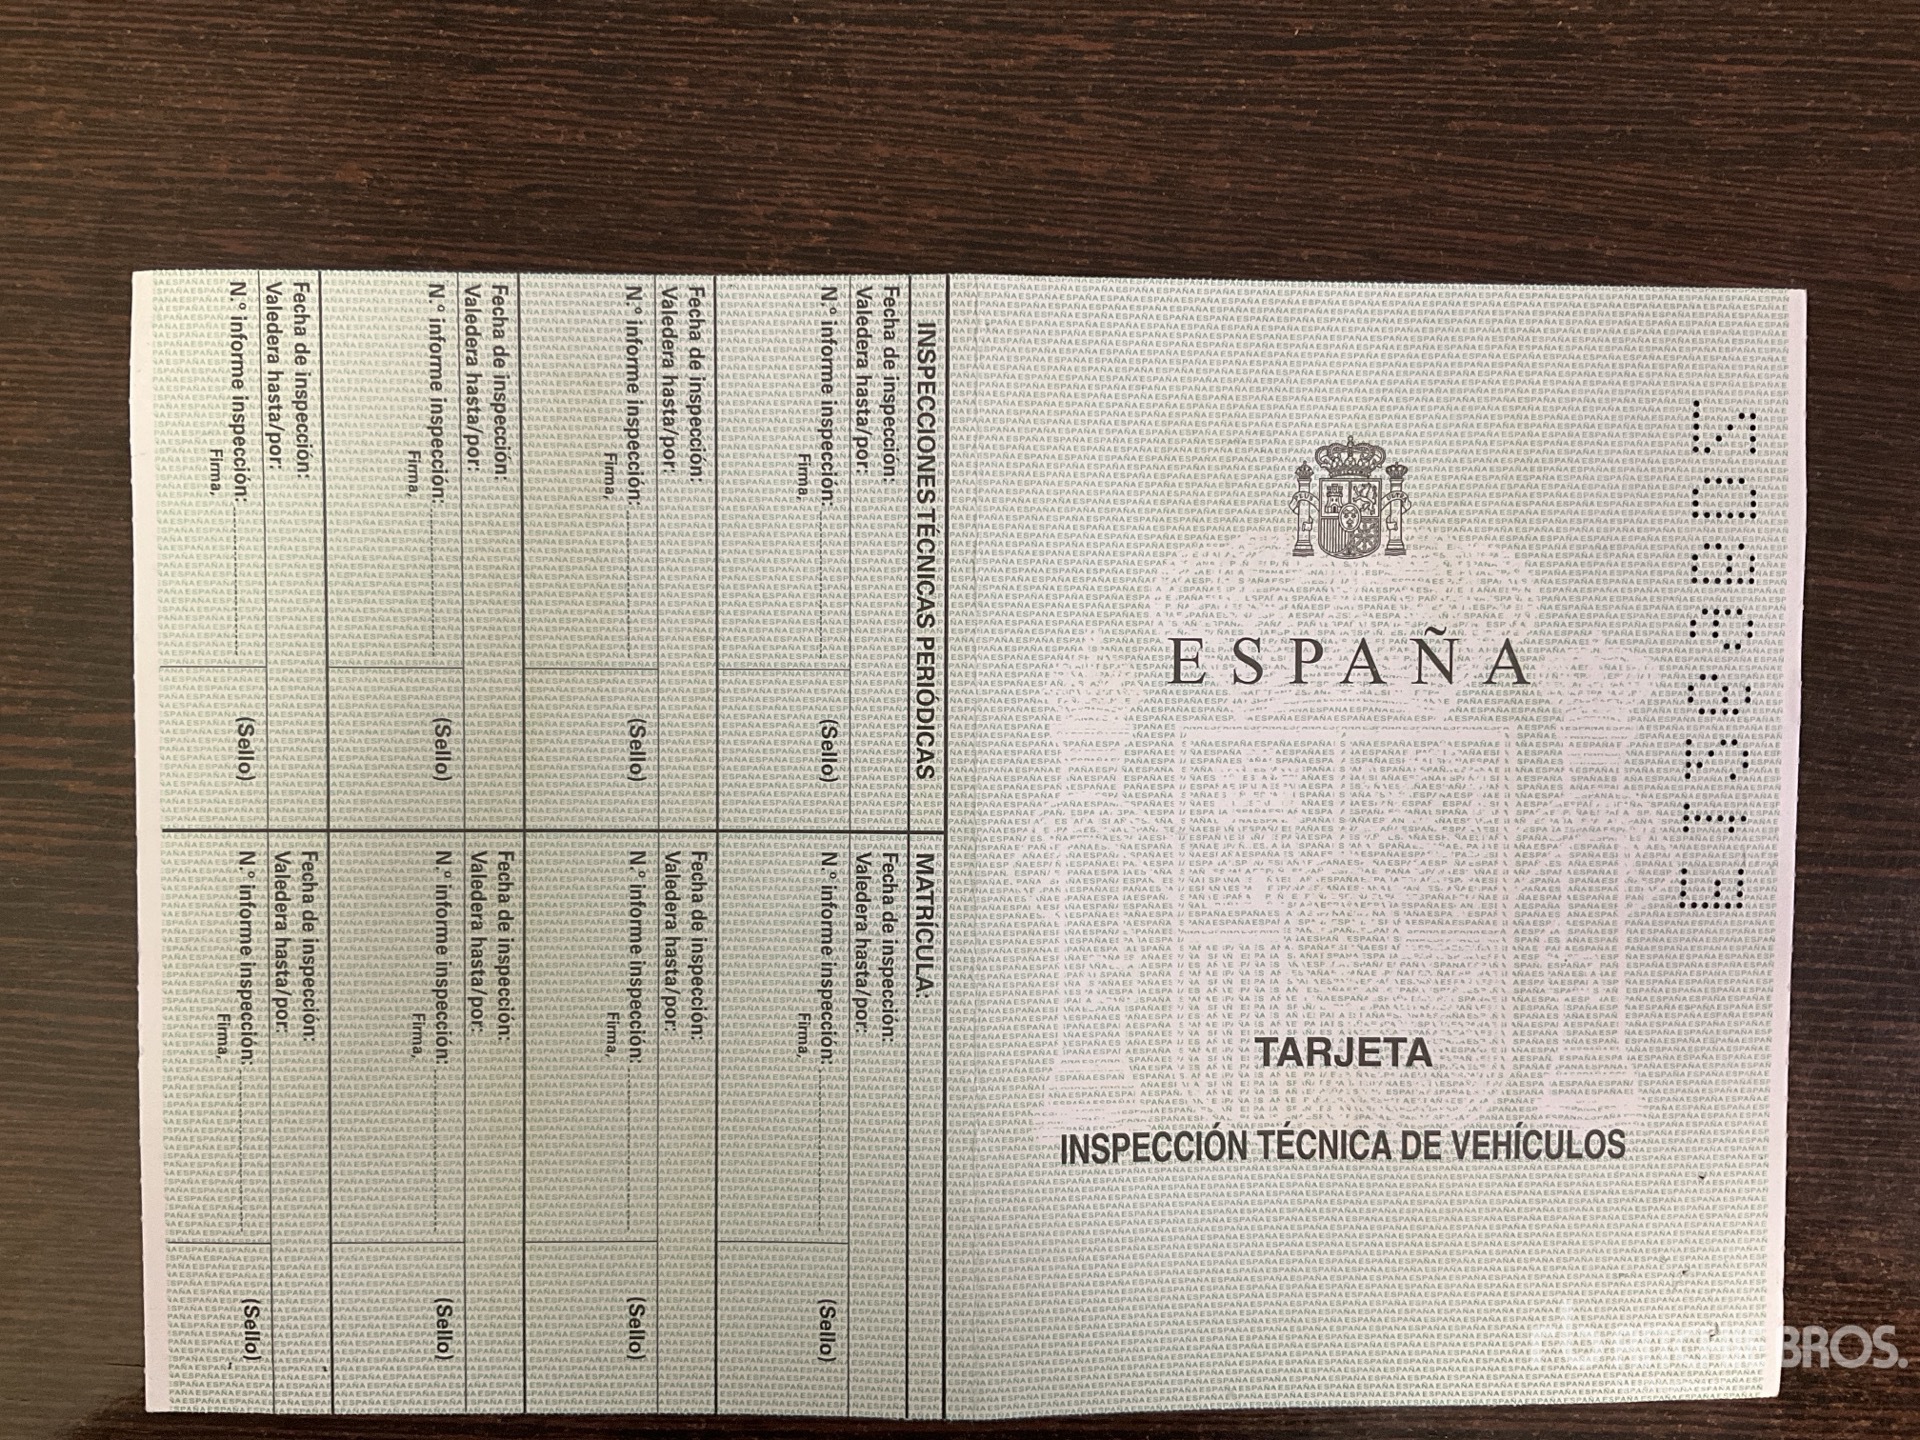 ESPAÑA
TARJETA
INSPECCIÓN TÉCNICA DE VEHÍCULOS
INSPECCIONES TÉCNICAS PERIÓDICAS MATRÍCULA:
Fecha de inspección:
Valedera hasta/por:
N.º informe inspección:
Firma,
(Sello)
Fecha de inspección:
Valedera hasta/por:
N.º informe inspección:
Firma,
(Sello)
Fecha de inspección:
Valedera hasta/por:
N.º informe inspección:
Firma,
(Sello)
Fecha de inspección:
Valedera hasta/por:
N.º informe inspección:
Firma,
(Sello)
Fecha de inspección:
Valedera hasta/por:
N.º informe inspección:
Firma,
(Sello)
Fecha de inspección:
Valedera hasta/por:
N.º informe inspección:
Firma,
(Sello)
Fecha de inspección:
Valedera hasta/por:
N.º informe inspección:
Firma,
(Sello)
Fecha de inspección:
Valedera hasta/por:
N.º informe inspección:
Firma,
(Sello)
BROS.